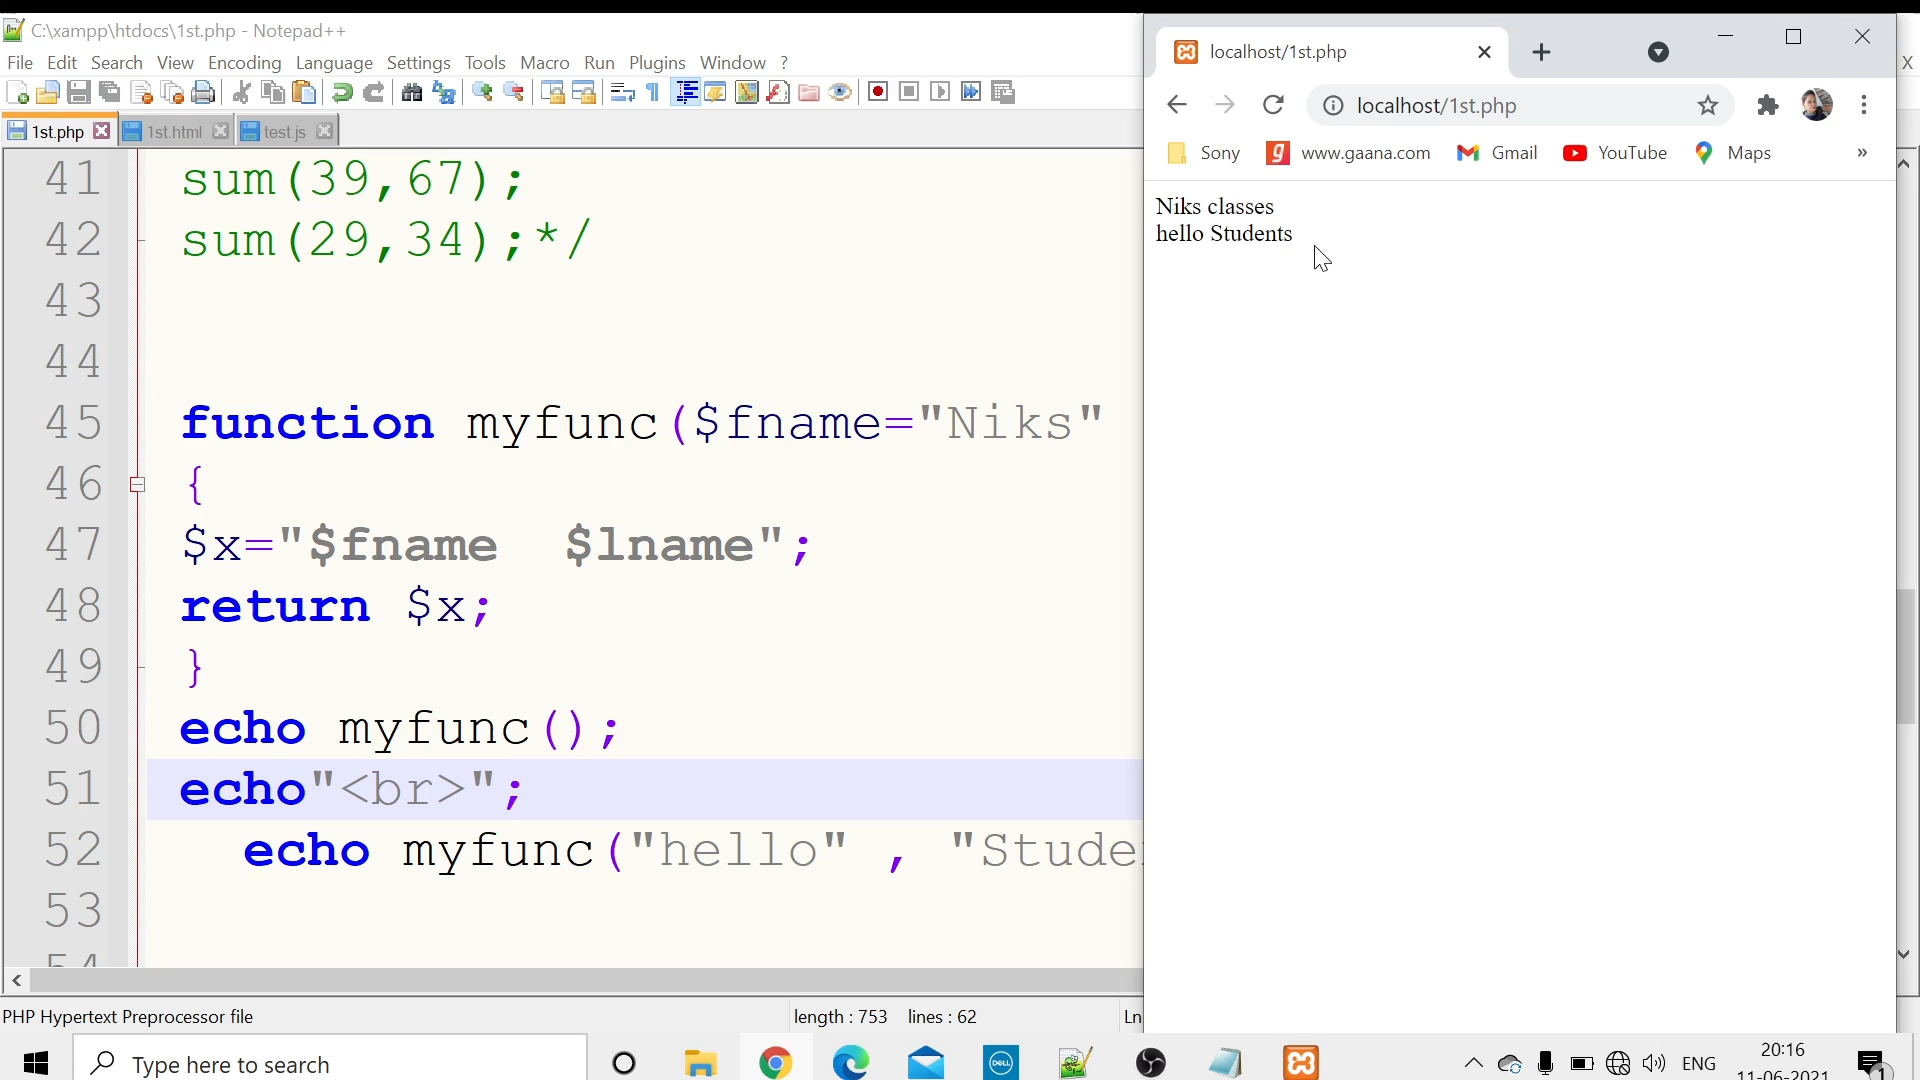 C:\xampp\htdocs\1st.php - Notepad++
File Edit Search View Encoding Language Settings Tools Macro Run Plugins Window ?
X
1st.php 1st.html test.js
41 sum(39,67);
42 sum(29,34);*/
43
44
45 function myfunc($fname="Niks"
46 {
47 $x="$fname  $lname";
48 return $x;
49 }
50 echo myfunc();
51 echo"<br>";
52 echo myfunc("hello" , "Stude
53
54
PHP Hypertext Preprocessor file
length : 753 lines : 62
Ln
localhost/1st.php
localhost/1st.php
Sony www.gaana.com Gmail YouTube Maps »
Niks classes
hello Students
Type here to search
DELL
ENG
20:16
11-06-2021
1